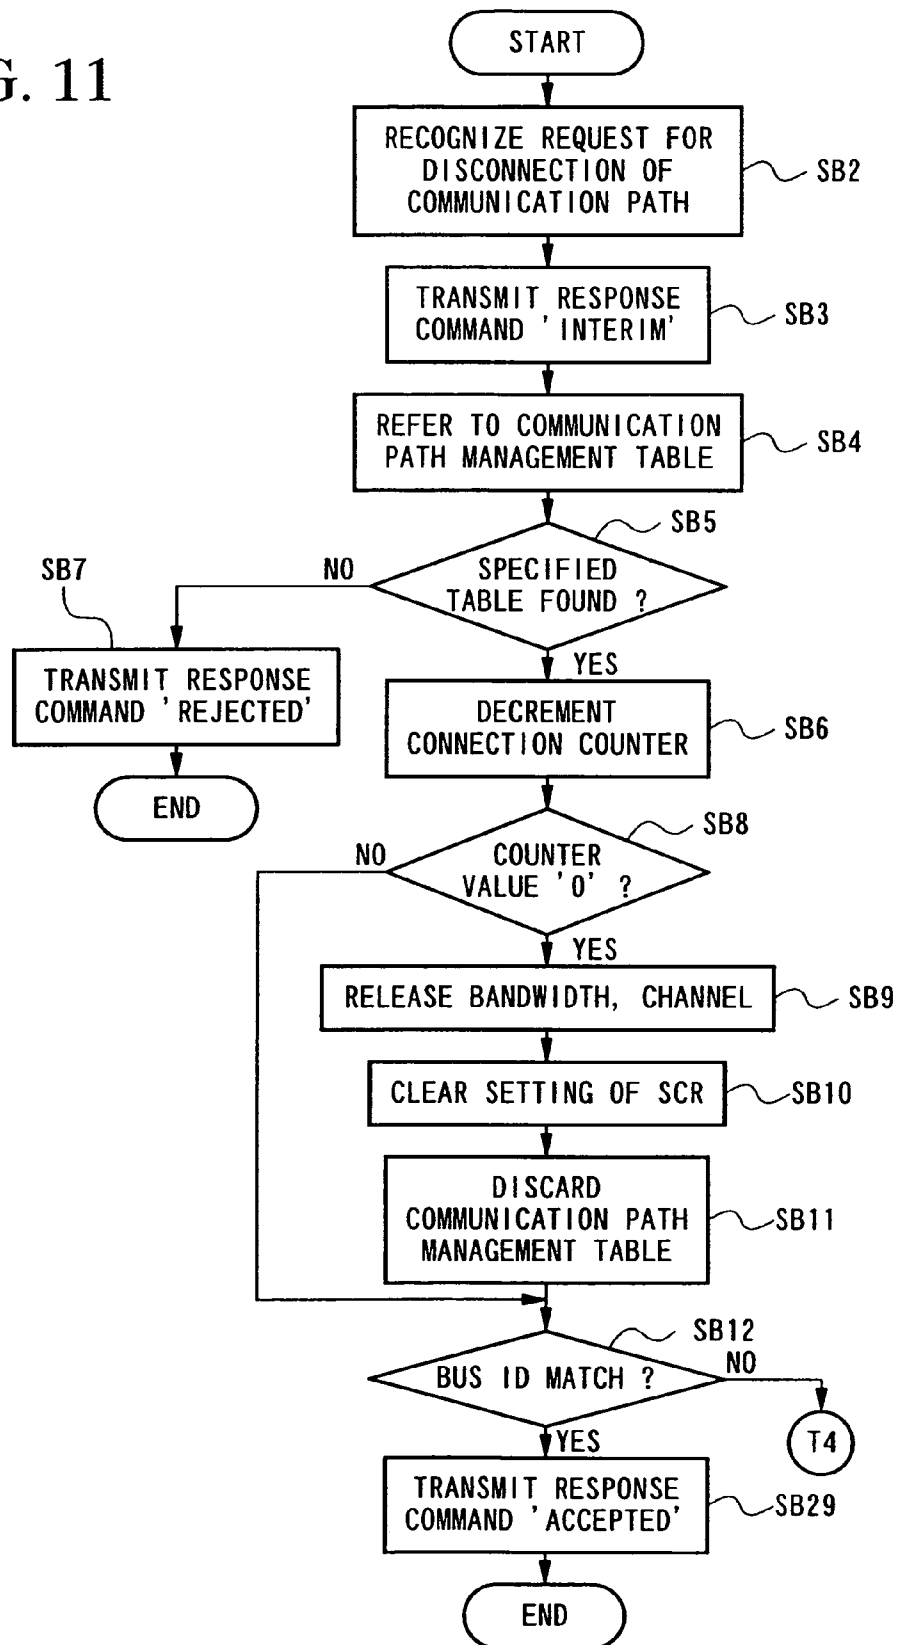 G. 11
START
RECOGNIZE REQUEST FOR
DISCONNECTION OF
COMMUNICATION PATH
SB2
TRANSMIT RESPONSE
COMMAND 'INTERIM'
SB3
REFER TO COMMUNICATION
PATH MANAGEMENT TABLE
SB4
SB5
SPECIFIED
TABLE FOUND ?
NO
SB7
TRANSMIT RESPONSE
COMMAND 'REJECTED'
END
YES
DECREMENT
CONNECTION COUNTER
SB6
SB8
COUNTER
VALUE '0' ?
NO
YES
RELEASE BANDWIDTH, CHANNEL
SB9
CLEAR SETTING OF SCR
SB10
DISCARD
COMMUNICATION PATH
MANAGEMENT TABLE
SB11
SB12
BUS ID MATCH ?
NO
T4
YES
TRANSMIT RESPONSE
COMMAND 'ACCEPTED'
SB29
END